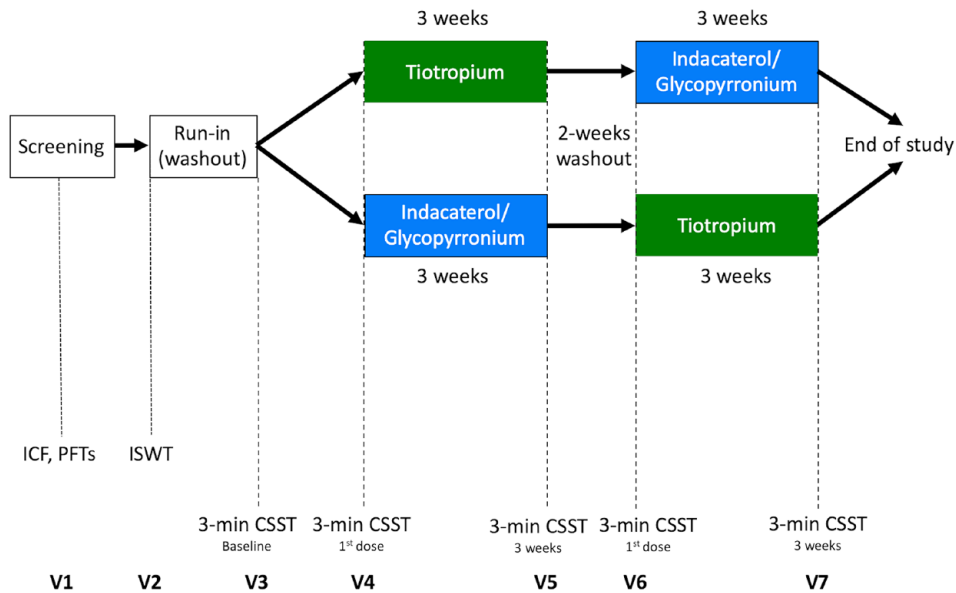 3 weeks
3 weeks
Tiotropium
Indacaterol/
Glycopyrronium
Screening
Run-in
(washout)
2-weeks
washout
End of study
Indacaterol/
Glycopyrronium
Tiotropium
3 weeks
3 weeks
ICF, PFTs
ISWT
3-min CSST
Baseline
3-min CSST
1st dose
3-min CSST
3 weeks
3-min CSST
1st dose
3-min CSST
3 weeks
V1
V2
V3
V4
V5
V6
V7